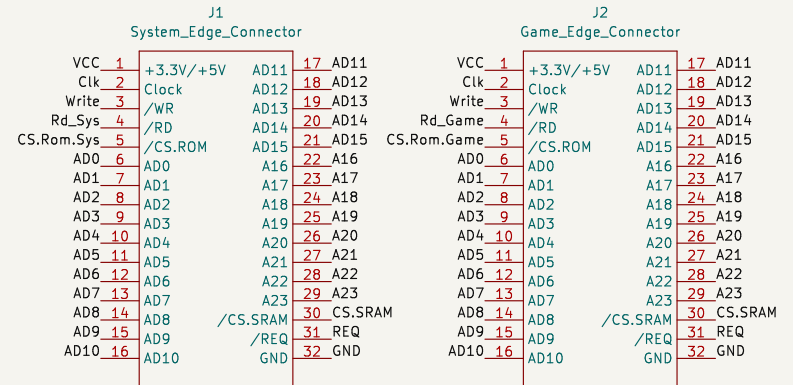 J1
System_Edge_Connector
VCC 1 +3.3V/+5V AD11 17 AD11
Clk 2 Clock AD12 18 AD12
Write 3 /WR AD13 19 AD13
Rd_Sys 4 /RD AD14 20 AD14
CS.Rom.Sys 5 /CS.ROM AD15 21 AD15
AD0 6 AD0 A16 22 A16
AD1 7 AD1 A17 23 A17
AD2 8 AD2 A18 24 A18
AD3 9 AD3 A19 25 A19
AD4 10 AD4 A20 26 A20
AD5 11 AD5 A21 27 A21
AD6 12 AD6 A22 28 A22
AD7 13 AD7 A23 29 A23
AD8 14 AD8 /CS.SRAM 30 CS.SRAM
AD9 15 AD9 /REQ 31 REQ
AD10 16 AD10 GND 32 GND
J2
Game_Edge_Connector
VCC 1 +3.3V/+5V AD11 17 AD11
Clk 2 Clock AD12 18 AD12
Write 3 /WR AD13 19 AD13
Rd_Game 4 /RD AD14 20 AD14
CS.Rom.Game 5 /CS.ROM AD15 21 AD15
AD0 6 AD0 A16 22 A16
AD1 7 AD1 A17 23 A17
AD2 8 AD2 A18 24 A18
AD3 9 AD3 A19 25 A19
AD4 10 AD4 A20 26 A20
AD5 11 AD5 A21 27 A21
AD6 12 AD6 A22 28 A22
AD7 13 AD7 A23 29 A23
AD8 14 AD8 /CS.SRAM 30 CS.SRAM
AD9 15 AD9 /REQ 31 REQ
AD10 16 AD10 GND 32 GND